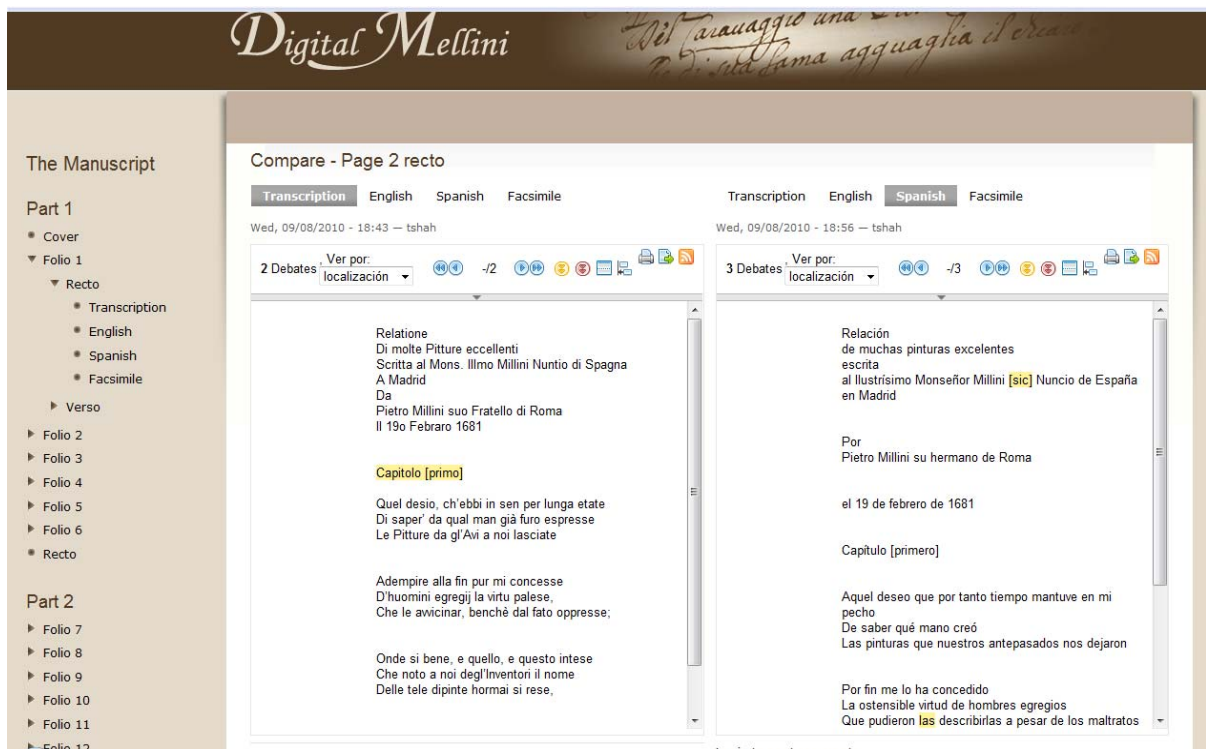 Digital Mellini
Del Carauaggio una
sua fama agguaglia il
The Manuscript
Part 1
Cover
Folio 1
Recto
Transcription
English
Spanish
Facsimile
Verso
Folio 2
Folio 3
Folio 4
Folio 5
Folio 6
Recto
Part 2
Folio 7
Folio 8
Folio 9
Folio 10
Folio 11
Folio 12
Compare - Page 2 recto
Transcription English Spanish Facsimile
Wed, 09/08/2010 - 18:43 — tshah
2 Debates , Ver por:
localización -/2
Relatione
Di molte Pitture eccellenti
Scritta al Mons. Illmo Millini Nuntio di Spagna
A Madrid
Da
Pietro Millini suo Fratello di Roma
Il 19o Febraro 1681
Capitolo [primo]
Quel desio, ch'ebbi in sen per lunga etate
Di saper' da qual man già furo espresse
Le Pitture da gl'Avi a noi lasciate
Adempire alla fin pur mi concesse
D'huomini egregij la virtu palese,
Che le avvicinar, benchè dal fato oppresse;
Onde si bene, e quello, e questo intese
Che noto a noi degl'Inventori il nome
Delle tele dipinte hormai si rese,
Transcription English Spanish Facsimile
Wed, 09/08/2010 - 18:56 — tshah
3 Debates , Ver por:
localización -/3
Relación
de muchas pinturas excelentes
escrita
al Ilustrísimo Monseñor Millini [sic] Nuncio de España
en Madrid
Por
Pietro Millini su hermano de Roma
el 19 de febrero de 1681
Capítulo [primero]
Aquel deseo que por tanto tiempo mantuve en mi
pecho
De saber qué mano creó
Las pinturas que nuestros antepasados nos dejaron
Por fin me lo ha concedido
La ostensible virtud de hombres egregios
Que pudieron las describirlas a pesar de los maltratos